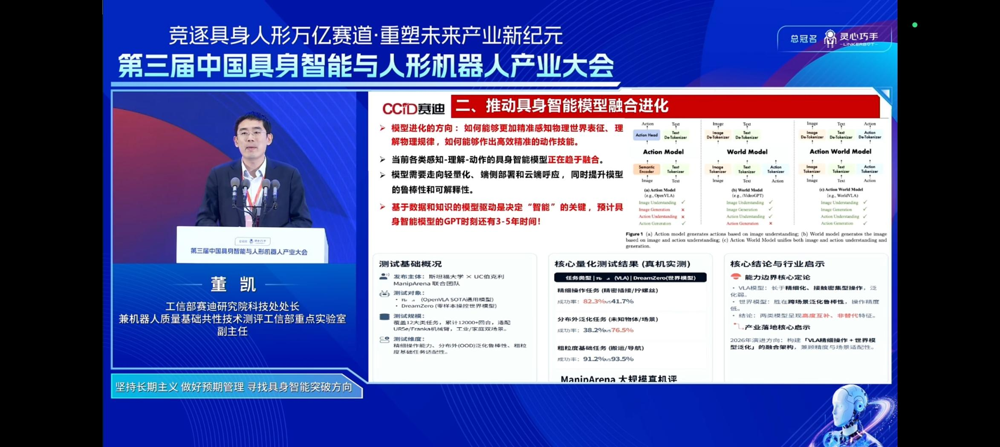 竞逐具身人形万亿赛道·重塑未来产业新纪元
第三届中国具身智能与人形机器人产业大会
总冠名 灵心巧手
LINKERBOT
CCID赛迪
二、推动具身智能模型融合进化
模型进化的方向：如何能够更加精准感知物理世界表征、理
解物理规律，如何能够作出高效精准的动作技能。
当前各类感知-理解-动作的具身智能模型正在趋于融合。
模型需要走向轻量化、端侧部署和云端呼应，同时提升模型
的鲁棒性和可解释性。
基于数据和知识的模型驱动是决定“智能”的关键，预计具
身智能模型的GPT时刻还有3-5年时间！
Action Text
Action Head
Text De-Tokenizer
Action Model
Semantic Encoder
Text Tokenizer
Image Text
(a) Action Model
(e.g., OpenVLA)
Image Understanding ✓
Image Generation ×
Action Understanding ×
Action Generation ✓
Image Text
Image De-Tokenizer
Text De-Tokenizer
World Model
Image Tokenizer
Text Tokenizer
Action Tokenizer
Image Text Action
(b) World Model
(e.g., iVideoGPT)
Image Understanding ✓
Image Generation ✓
Action Understanding ✓
Action Generation ×
Image Text Action
Image De-Tokenizer
Text De-Tokenizer
Action De-Tokenizer
Action World Model
Image Tokenizer
Text Tokenizer
Action Tokenizer
Image Text Action
(c) Action World Model
(e.g., WorldVLA)
Image Understanding ✓
Image Generation ✓
Action Understanding ✓
Action Generation ✓
Figure 1 (a) Action model generates actions based on image understanding; (b) World model generates the image
based on image and action understanding; (c) Action World Model unifies both image and action understanding and
generation.
测试基础概况
发布主体：斯坦福大学 × UC伯克利
ManipArena 联合团队
测试对象：
· π₀ (OpenVLA SOTA通用模型)
· DreamZero (零样本操控世界模型)
测试规模：
覆盖12大类任务，累计12000+回合，适配
UR5e/Franka机械臂，工业/家庭双场景。
测试维度：
精细操作能力、分布外(OOD)泛化鲁棒性、粗粒
度基础任务适配性。
核心量化测试结果 (真机实测)
任务类型 | π₀ (VLA) | DreamZero(世界模型)
精细操作任务 (精密插接/拧螺丝)
成功率：82.3%vs41.7%
分布外泛化任务 (未知物体/场景)
成功率：38.2%vs76.5%
粗粒度基础任务 (搬运/导航)
成功率：91.2%vs93.5%
ManipArena 大规模真机评
核心结论与行业启示
能力边界核心定论
· VLA模型：长于精细化、接触密集型操作，泛
化弱。
· 世界模型：胜在跨场景泛化鲁棒性，操作精度
低。
· 结论：两类模型呈现高度互补、非替代特征。
产业落地核心启示
2026年演进方向：构建「VLA精细操作 + 世界模
型泛化」的融合架构，兼顾精度与场景适配性。
总冠名 灵心巧手
第三届中国具身智能与人形机器人产业大会
董 凯
工信部赛迪研究院科技处处长
兼机器人质量基础共性技术测评工信部重点实验室
副主任
坚持长期主义 做好预期管理 寻找具身智能突破方向